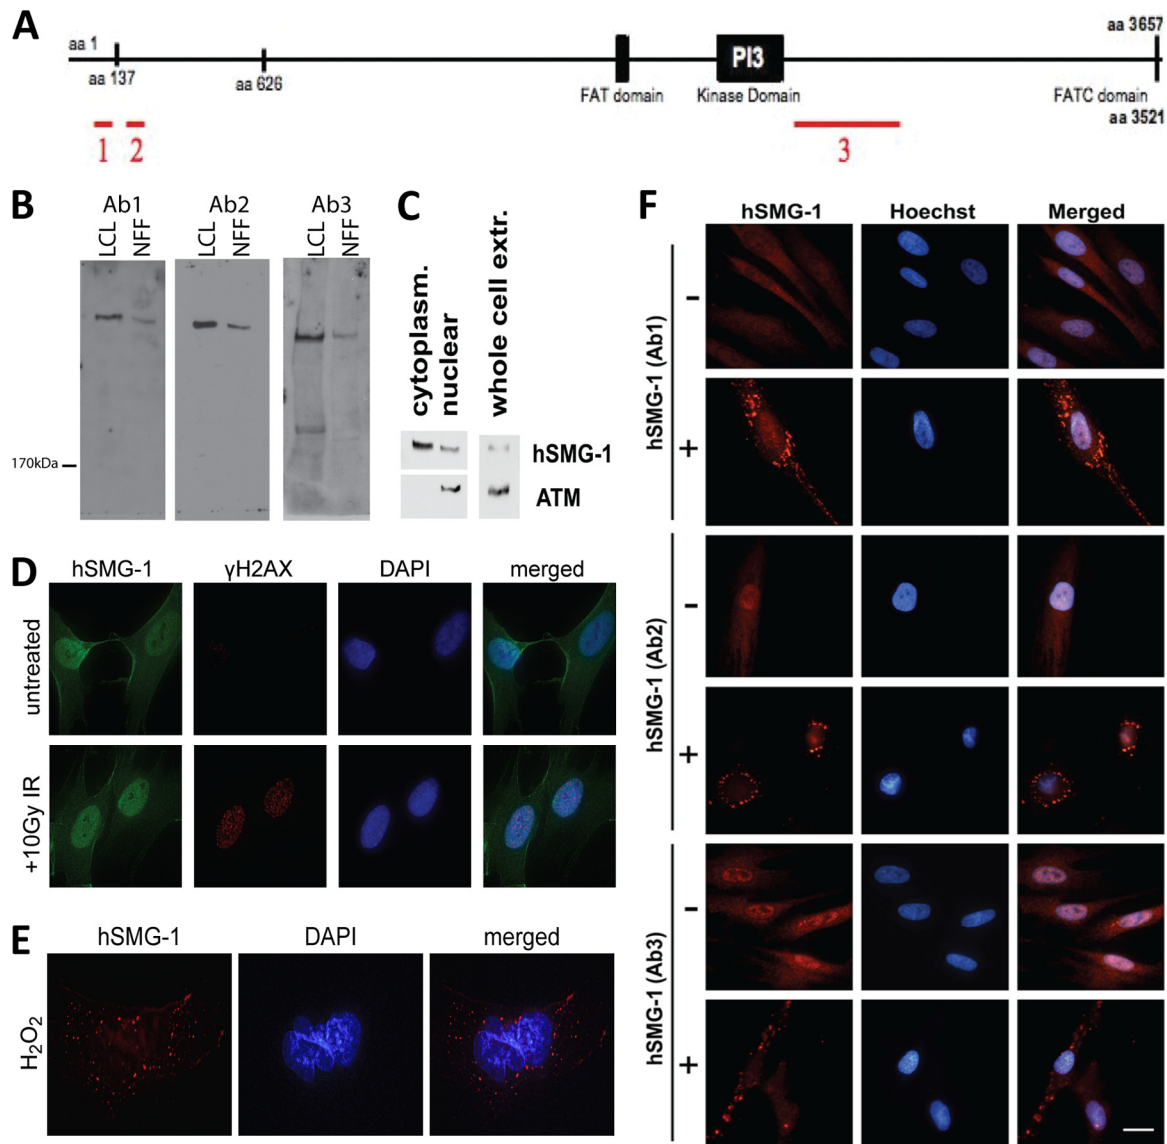 A
aa 1
aa 137
aa 626
PI3
FAT domain
Kinase Domain
aa 3657
FATC domain
aa 3521
1
2
3
B
Ab1
Ab2
Ab3
LCL
NFF
LCL
NFF
LCL
NFF
170kDa
C
cytoplasm.
nuclear
whole cell extr.
hSMG-1
ATM
D
hSMG-1
γH2AX
DAPI
merged
untreated
+10Gy IR
E
hSMG-1
DAPI
merged
H2O2
F
hSMG-1
Hoechst
Merged
hSMG-1 (Ab1)
-
+
hSMG-1 (Ab2)
-
+
hSMG-1 (Ab3)
-
+